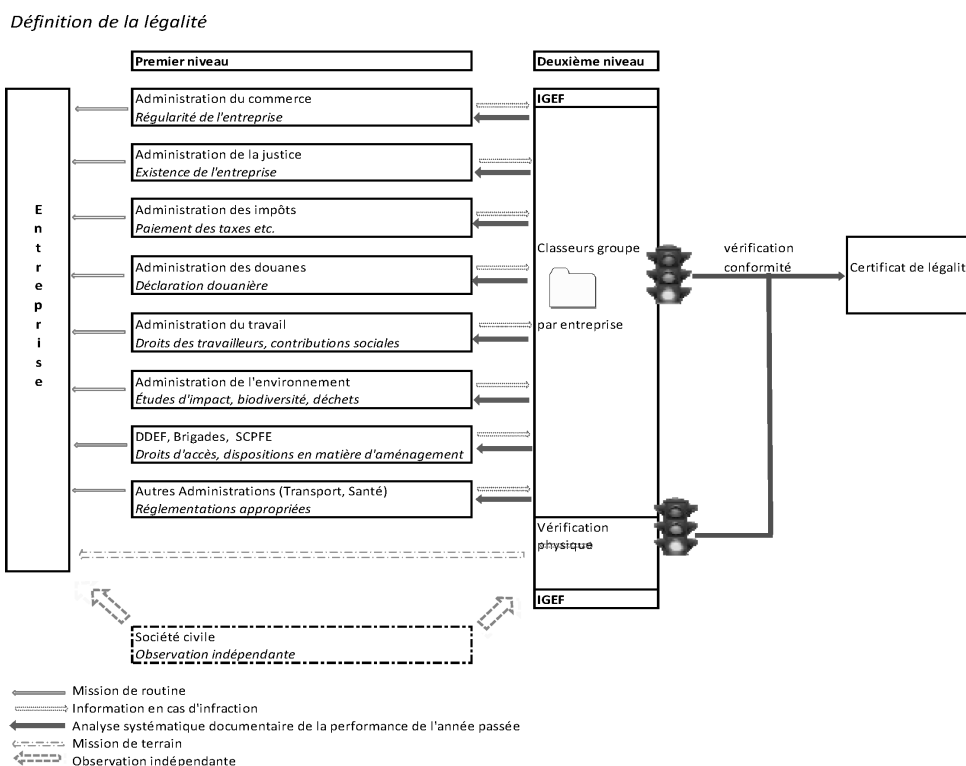 Définition de la légalité
Premier niveau
Deuxième niveau
Entreprise
Administration du commerce
Régularité de l'entreprise
Administration de la justice
Existence de l'entreprise
Administration des impôts
Paiement des taxes etc.
Administration des douanes
Déclaration douanière
Administration du travail
Droits des travailleurs, contributions sociales
Administration de l'environnement
Études d'impact, biodiversité, déchets
DDEF, Brigades, SCPFE
Droits d'accès, dispositions en matière d'aménagement
Autres Administrations (Transport, Santé)
Réglementations appropriées
IGEF
Classeurs groupe
par entreprise
Vérification
physique
IGEF
vérification
conformité
Certificat de légalit
Société civile
Observation indépendante
Mission de routine
Information en cas d'infraction
Analyse systématique documentaire de la performance de l'année passée
Mission de terrain
Observation indépendante